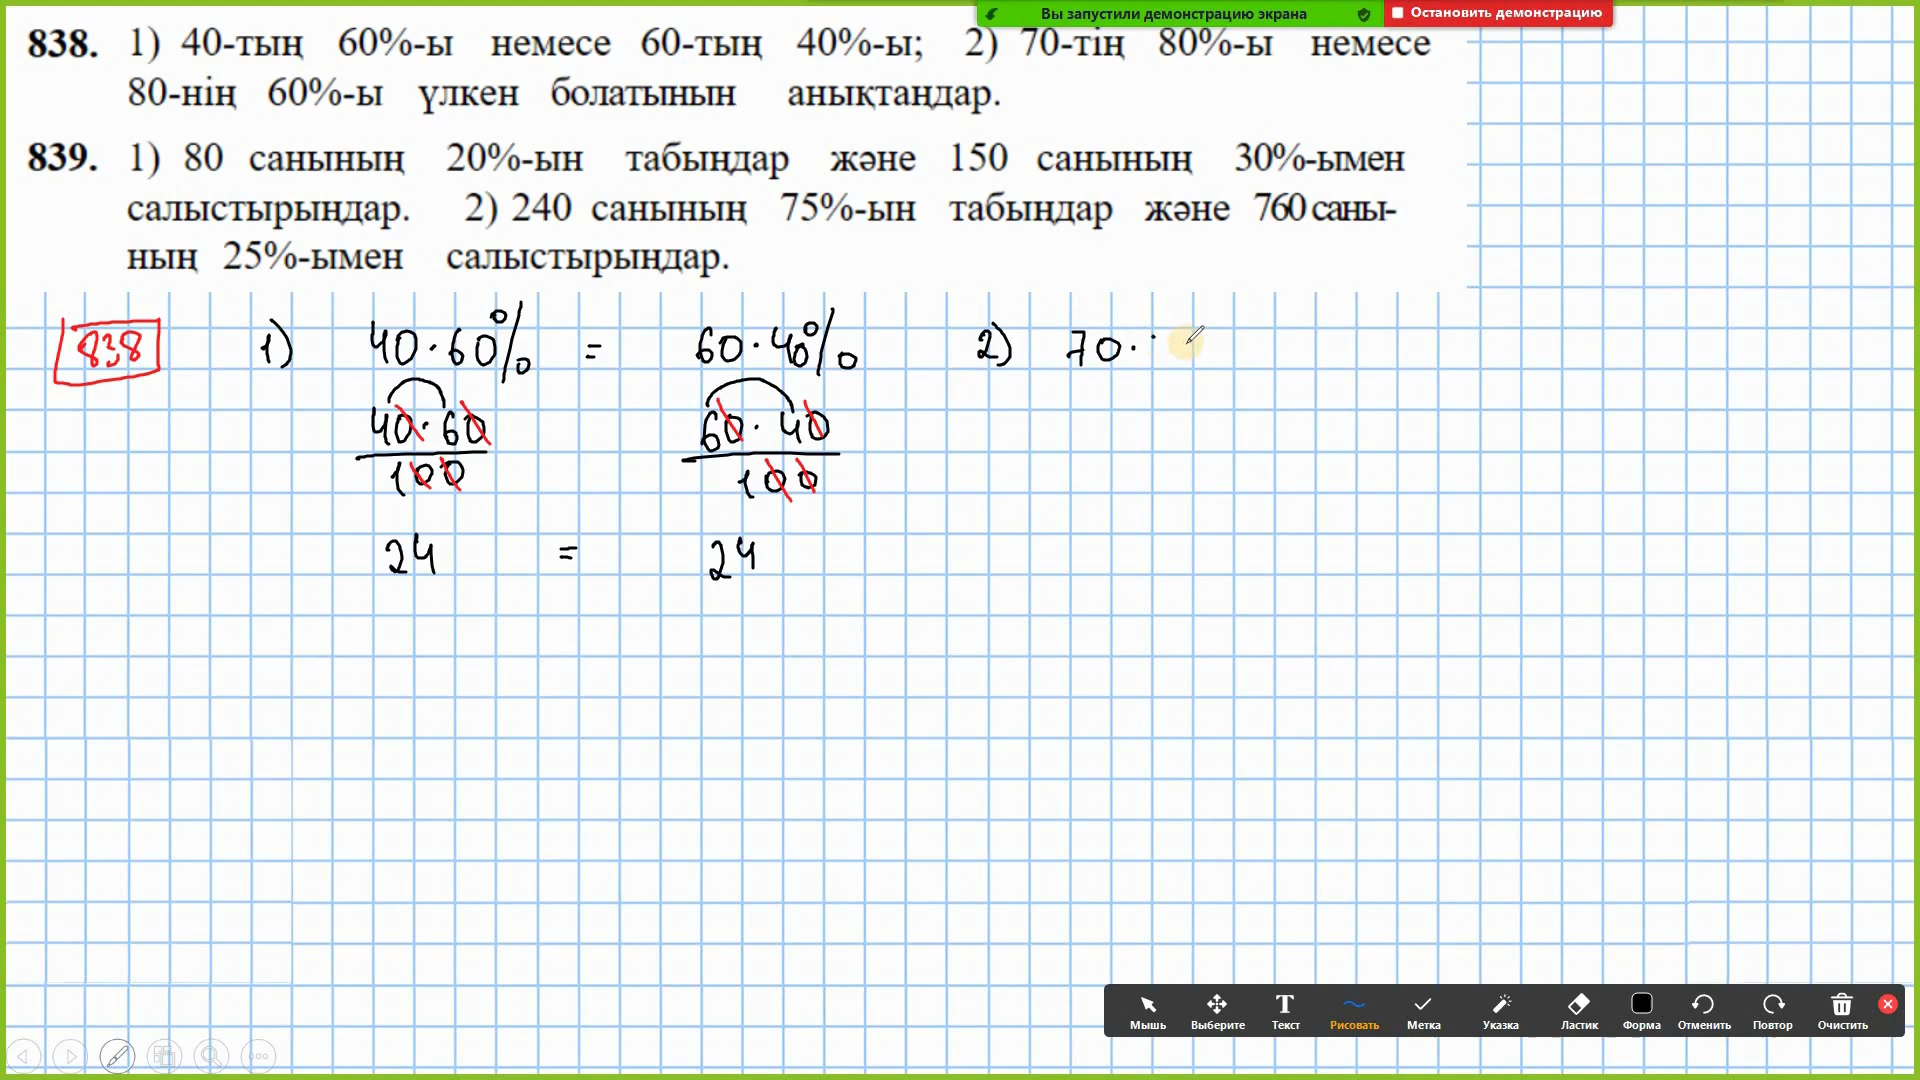 Вы запустили демонстрацию экрана
Остановить демонстрацию
838. 1) 40-тың 60%-ы немесе 60-тың 40%-ы; 2) 70-тің 80%-ы немесе
80-нің 60%-ы үлкен болатынын анықтаңдар.
839. 1) 80 санының 20%-ын табыңдар және 150 санының 30%-ымен
салыстырыңдар. 2) 240 санының 75%-ын табыңдар және 760 саны-
ның 25%-ымен салыстырыңдар.
838 1) 40·60% = 60·40% 2) 70·
40·60 60·40
100 100
24 = 24
Мышь Выберите Текст Рисовать Метка Указка Ластик Форма Отменить Повтор Очистить